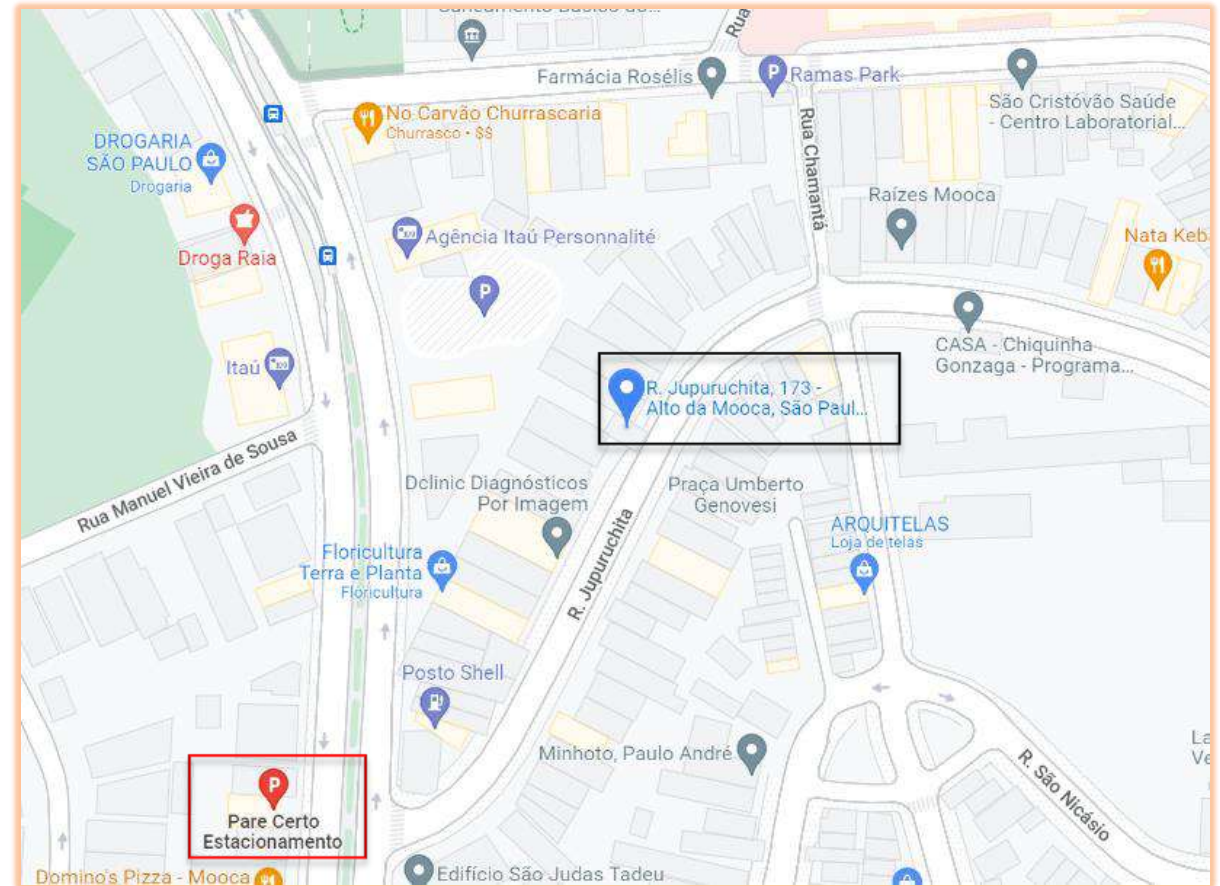 Rua
Farmácia Rosélis
P
Ramas Park
São Cristóvão Saúde
- Centro Laboratorial...
No Carvão Churrascaria
Churrasco • $$
DROGARIA
SÃO PAULO
Drogaria
Rua Chamantá
Raízes Mooca
Droga Raia
Agência Itaú Personnalité
Nata Keb
P
CASA - Chiquinha
Gonzaga - Programa...
Itaú
R. Jupuruchita, 173 -
Alto da Mooca, São Paul...
Rua Manuel Vieira de Sousa
Dclinic Diagnósticos
Por Imagem
Praça Umberto
Genovesi
ARQUITELAS
Loja de telas
Floricultura
Terra e Planta
Floricultura
R. Jupuruchita
Posto Shell
Minhoto, Paulo André
La
Ve
R. São Nicásio
P
Pare Certo
Estacionamento
Domino's Pizza - Mooca
Edifício São Judas Tadeu